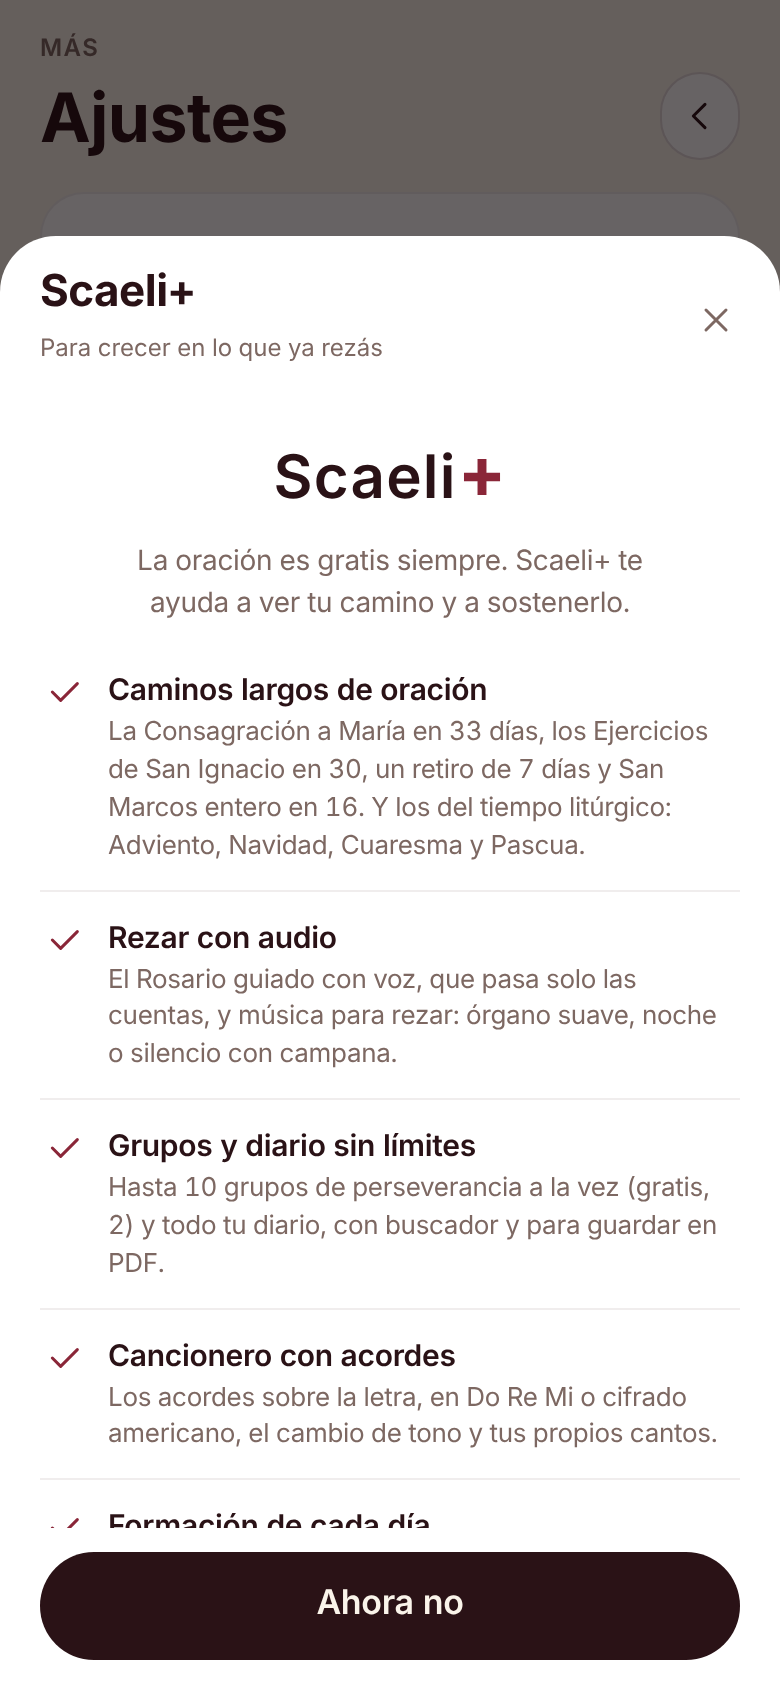 MÁS
Ajustes
Scaeli+
Para crecer en lo que ya rezás
Scaeli+
La oración es gratis siempre. Scaeli+ te
ayuda a ver tu camino y a sostenerlo.
Caminos largos de oración
La Consagración a María en 33 días, los Ejercicios
de San Ignacio en 30, un retiro de 7 días y San
Marcos entero en 16. Y los del tiempo litúrgico:
Adviento, Navidad, Cuaresma y Pascua.
Rezar con audio
El Rosario guiado con voz, que pasa solo las
cuentas, y música para rezar: órgano suave, noche
o silencio con campana.
Grupos y diario sin límites
Hasta 10 grupos de perseverancia a la vez (gratis,
2) y todo tu diario, con buscador y para guardar en
PDF.
Cancionero con acordes
Los acordes sobre la letra, en Do Re Mi o cifrado
americano, el cambio de tono y tus propios cantos.
Formación de cada día
Ahora no